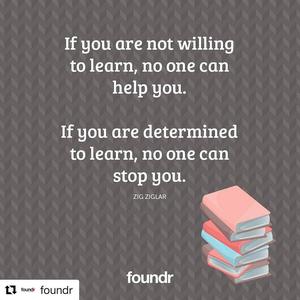 If you are not willing
to learn, no one can
help you.
If you are determined
to learn, no one can
stop you.
ZIG ZIGLAR
foundr
foundr foundr